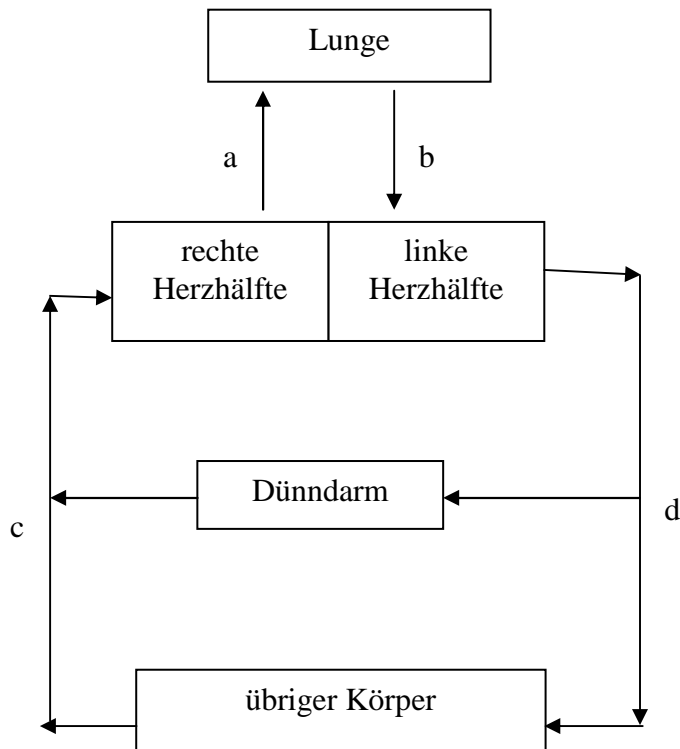 Lunge
a
b
rechte
Herzhälfte
linke
Herzhälfte
Dünndarm
c
d
übriger Körper